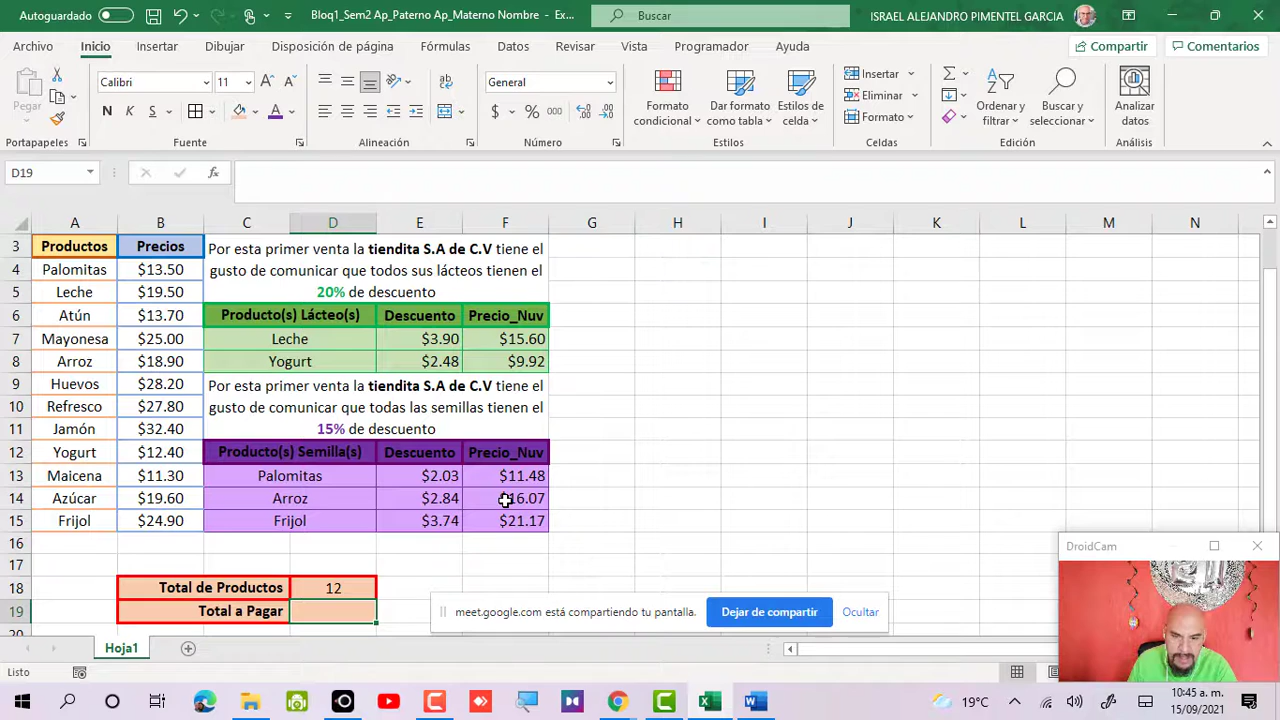 Autoguardado
Bloq1_Sem2 Ap_Paterno Ap_Materno Nombre - Ex...
Buscar
ISRAEL ALEJANDRO PIMENTEL GARCIA
Archivo Inicio Insertar Dibujar Disposición de página Fórmulas Datos Revisar Vista Programador Ayuda
Compartir Comentarios
Pegar
Calibri 11
N K S
General
$ % 000
Formato condicional
Dar formato como tabla
Estilos de celda
Insertar
Eliminar
Formato
Ordenar y filtrar
Buscar y seleccionar
Analizar datos
Portapapeles Fuente Alineación Número Estilos Celdas Edición Análisis
D19 fx
A B C D E F G H I J K L M N
3 Productos Precios Por esta primer venta la tiendita S.A de C.V tiene el
4 Palomitas $13.50 gusto de comunicar que todos sus lácteos tienen el
5 Leche $19.50 20% de descuento
6 Atún $13.70 Producto(s) Lácteo(s) Descuento Precio_Nuv
7 Mayonesa $25.00 Leche $3.90 $15.60
8 Arroz $18.90 Yogurt $2.48 $9.92
9 Huevos $28.20 Por esta primer venta la tiendita S.A de C.V tiene el
10 Refresco $27.80 gusto de comunicar que todas las semillas tienen el
11 Jamón $32.40 15% de descuento
12 Yogurt $12.40 Producto(s) Semilla(s) Descuento Precio_Nuv
13 Maicena $11.30 Palomitas $2.03 $11.48
14 Azúcar $19.60 Arroz $2.84 $16.07
15 Frijol $24.90 Frijol $3.74 $21.17
16
17
18 Total de Productos 12
19 Total a Pagar
meet.google.com está compartiendo tu pantalla. Dejar de compartir Ocultar
DroidCam
Hoja1
Listo
19°C
10:45 a. m.
15/09/2021